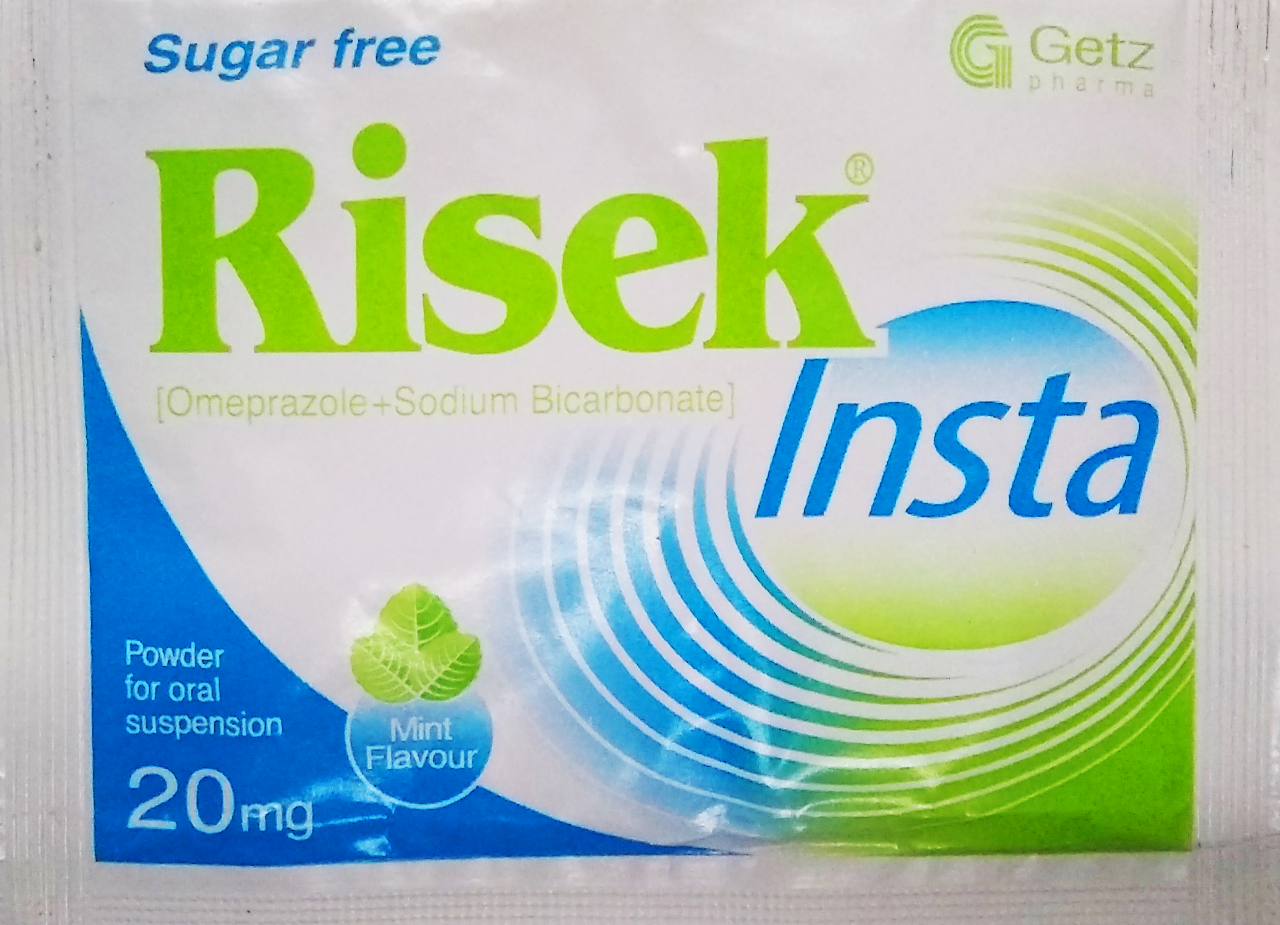 Sugar free
Getz
pharma
Risek®
[Omeprazole+Sodium Bicarbonate]
Insta
Powder
for oral
suspension
20mg
Mint
Flavour